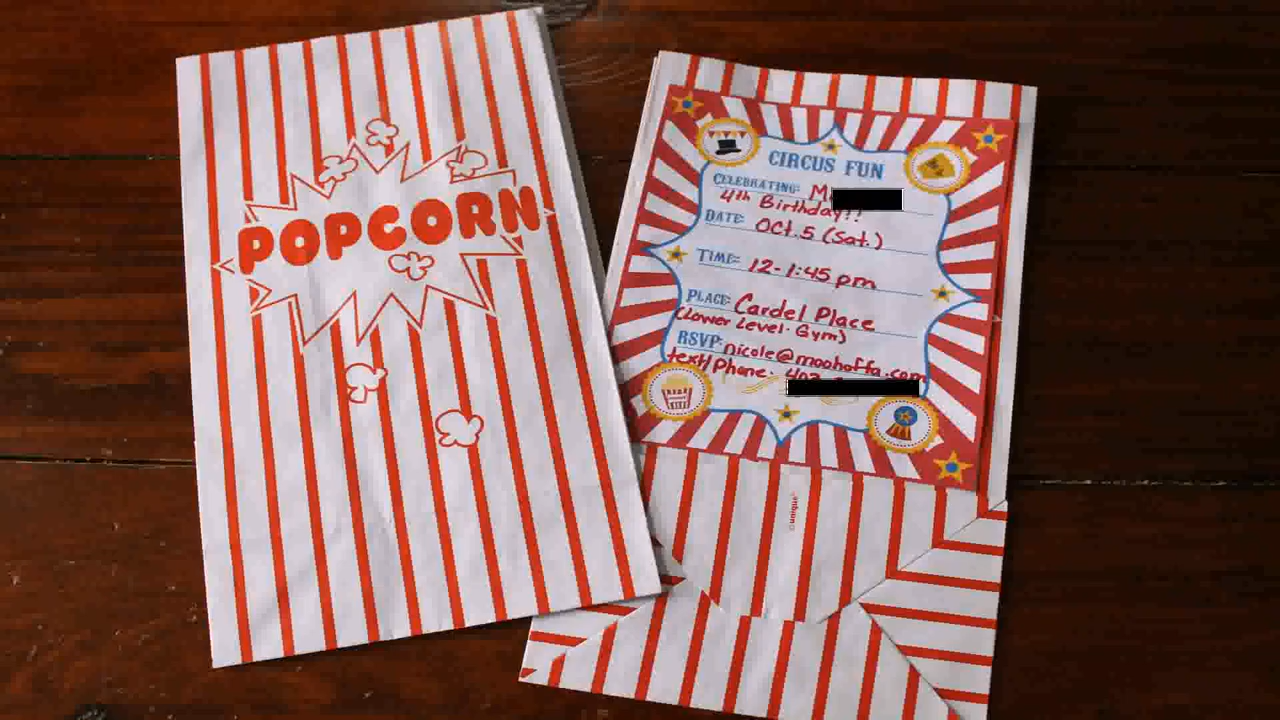 POPCORN
CIRCUS FUN
CELEBRATING:
4th Birthday!!
DATE: Oct. 5 (Sat.)
TIME: 12-1:45 pm
PLACE: Cardel Place
(Lower Level-Gym)
RSVP: nicole@moohoffa.com
text/Phone:
unique